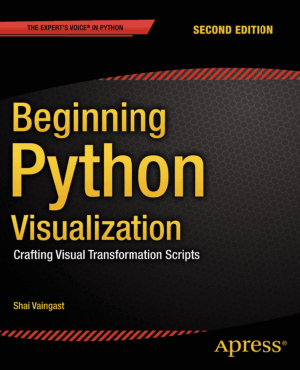 THE EXPERT'S VOICE® IN PYTHON
SECOND EDITION
Beginning
Python
Visualization
Crafting Visual Transformation Scripts
Shai Vaingast
Apress®